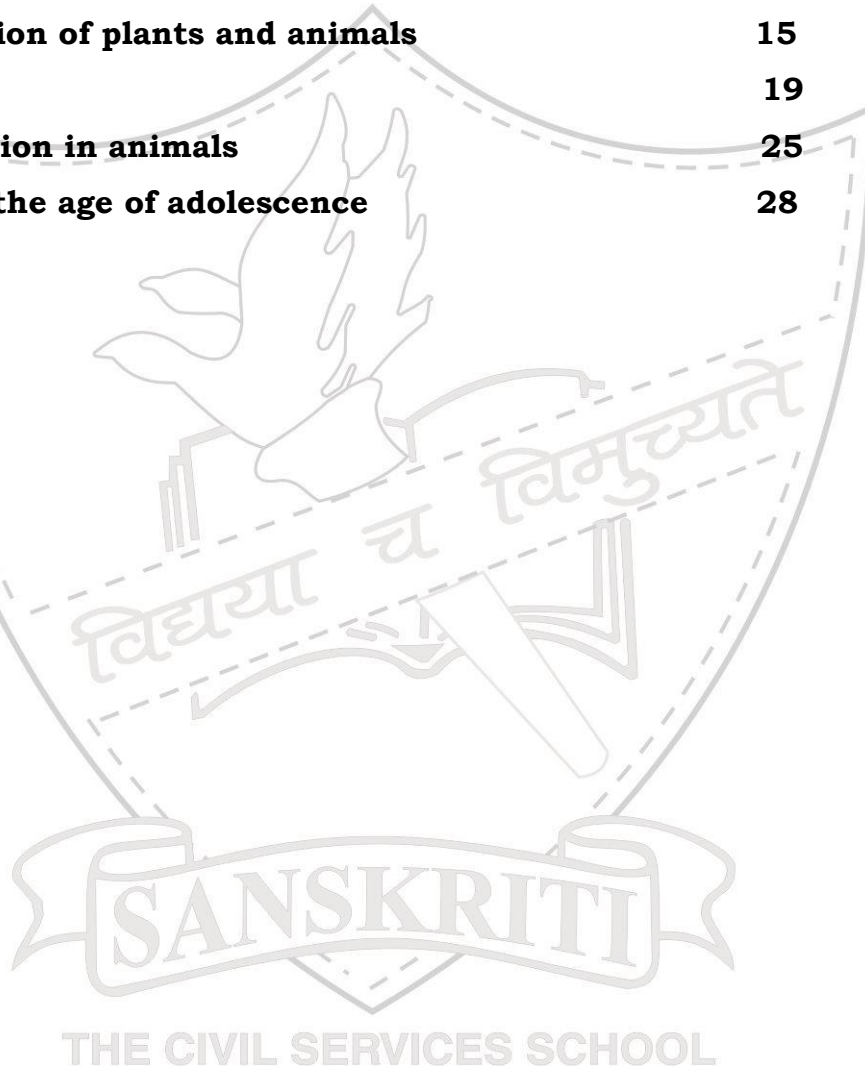 ion of plants and animals 15
19
ion in animals 25
the age of adolescence 28
विद्यया च विमुच्यते
SANSKRITI
THE CIVIL SERVICES SCHOOL